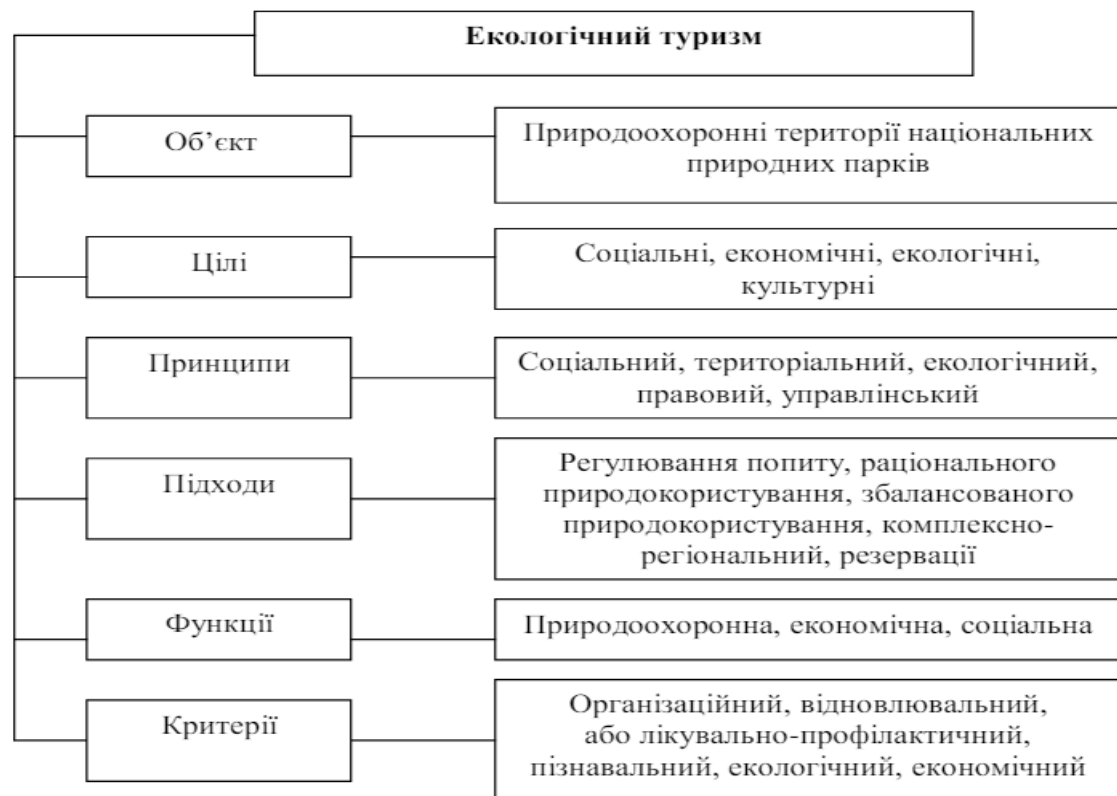 Екологічний туризм
Об’єкт
Природоохоронні території національних
природних парків
Цілі
Соціальні, економічні, екологічні,
культурні
Принципи
Соціальний, територіальний, екологічний,
правовий, управлінський
Підходи
Регулювання попиту, раціонального
природокористування, збалансованого
природокористування, комплексно-
регіональний, резервації
Функції
Природоохоронна, економічна, соціальна
Критерії
Організаційний, відновлювальний,
або лікувально-профілактичний,
пізнавальний, екологічний, економічний